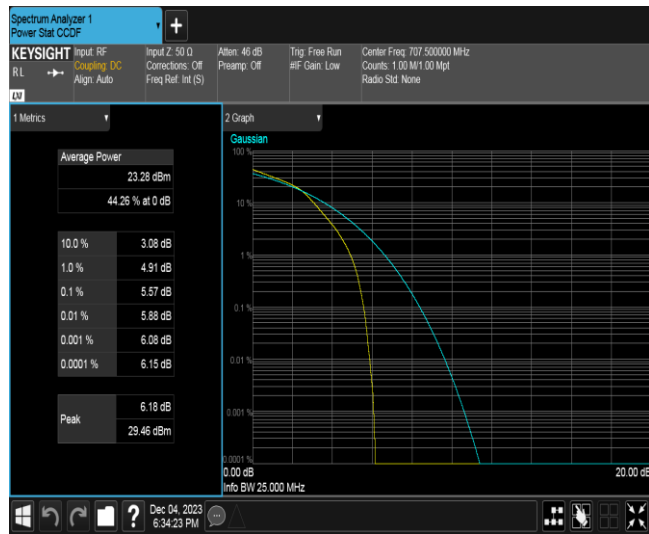 Spectrum Analyzer 1
Power Stat CCDF
+
KEYSIGHT
RL
LXI
Input: RF
Coupling: DC
Align: Auto
Input Z: 50 Ω
Corrections: Off
Freq Ref: Int (S)
Atten: 46 dB
Preamp: Off
Trig: Free Run
#IF Gain: Low
Center Freq: 707.500000 MHz
Counts: 1.00 M/1.00 Mpt
Radio Std: None
1 Metrics
Average Power
23.28 dBm
44.26 % at 0 dB
10.0 % 3.08 dB
1.0 % 4.91 dB
0.1 % 5.57 dB
0.01 % 5.88 dB
0.001 % 6.08 dB
0.0001 % 6.15 dB
Peak
6.18 dB
29.46 dBm
2 Graph
Gaussian
100 %
10 %
1 %
0.1 %
0.01 %
0.001 %
0.0001 %
0.00 dB 20.00 dB
Info BW 25.000 MHz
?
Dec 04, 2023
6:34:23 PM